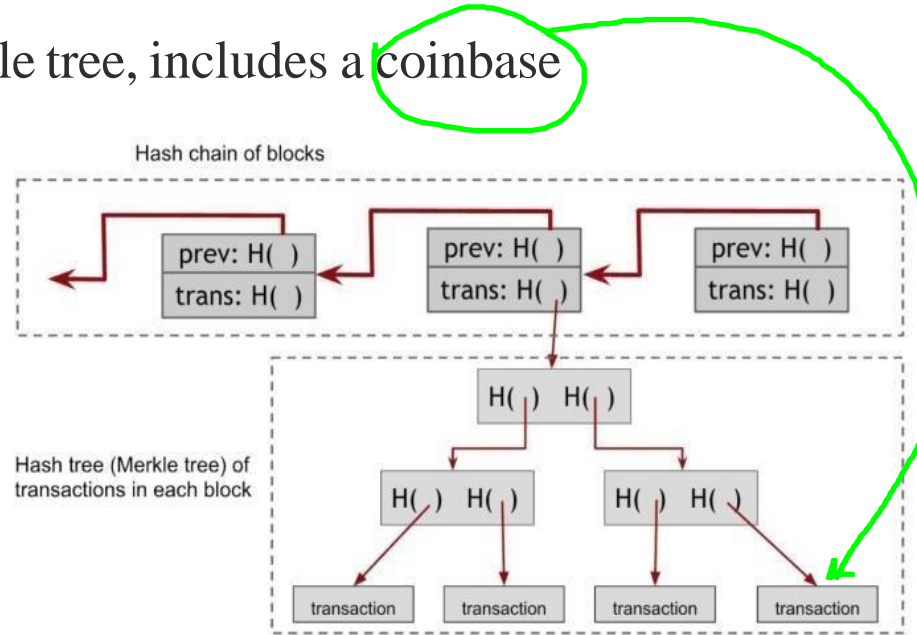 le tree, includes a coinbase
Hash chain of blocks
prev: H( ) prev: H( ) prev: H( )
trans: H( ) trans: H( ) trans: H( )
H( ) H( )
Hash tree (Merkle tree) of
transactions in each block
H( ) H( ) H( ) H( )
transaction transaction transaction transaction